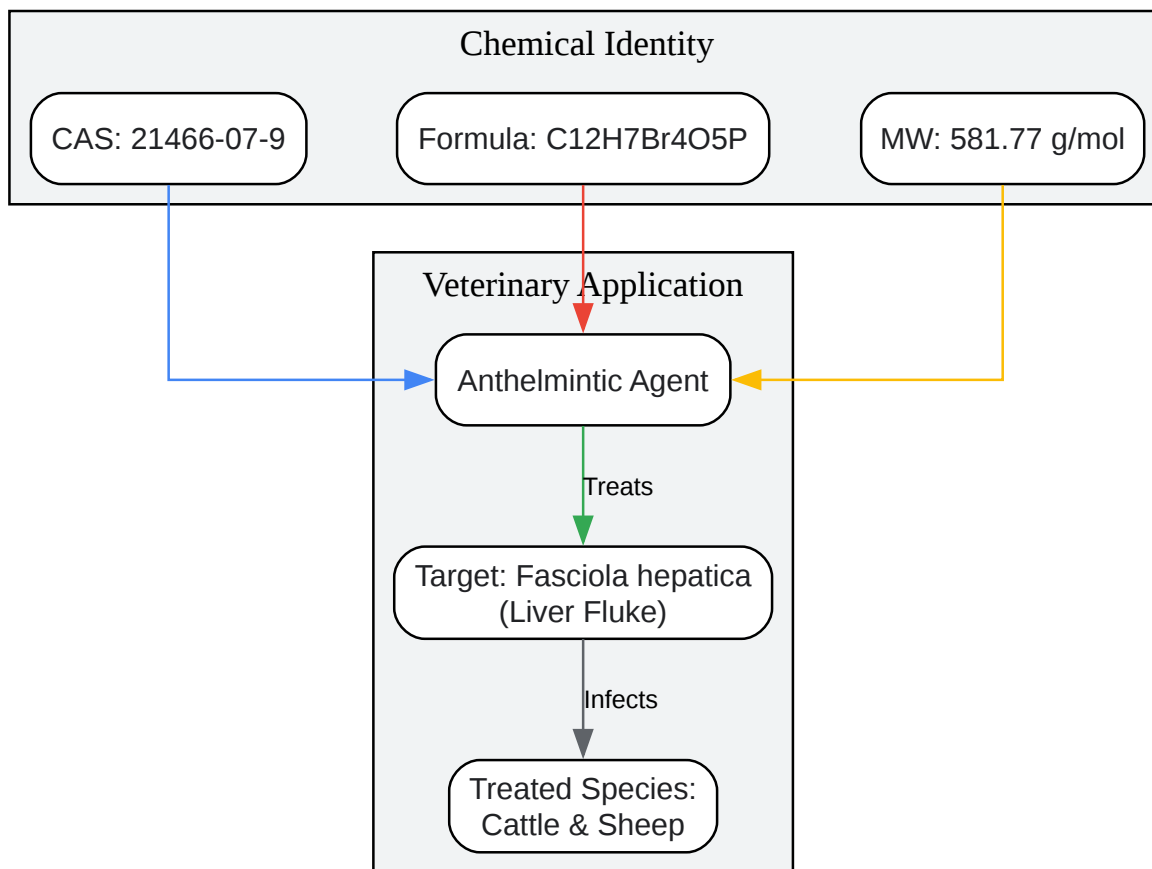 Chemical Identity
CAS: 21466-07-9
Formula: C12H7Br4O5P
MW: 581.77 g/mol
Veterinary Application
Anthelmintic Agent
Treats
Target: Fasciola hepatica
(Liver Fluke)
Infects
Treated Species:
Cattle & Sheep